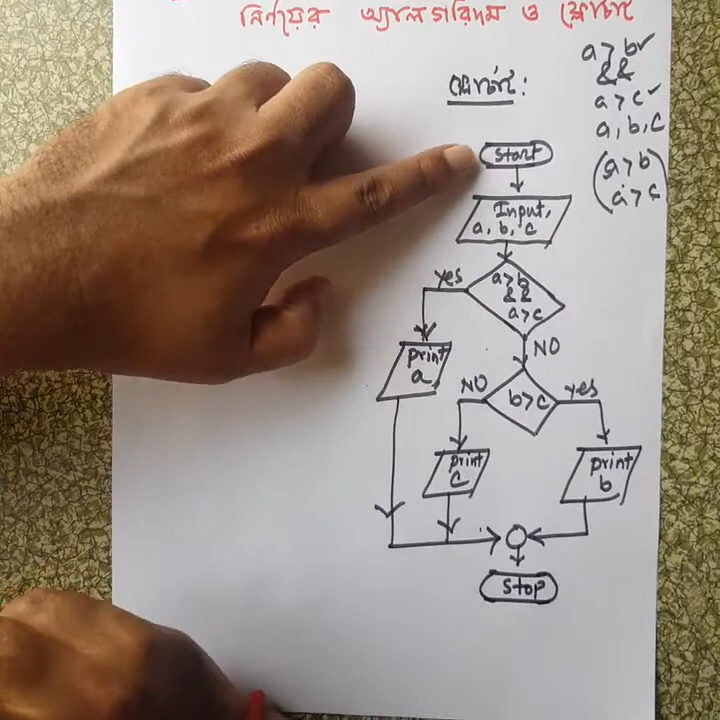 নির্ণয়ের অ্যালগরিদম ও ফ্লোচার্ট
ফ্লোচার্ট:
a > b✓
&&
a > c✓
a, b, c
(a > b
a > c)
Start
Input,
a, b, c
a>b
&&
a>c
yes
NO
print
a
b>c
NO
yes
print
c
print
b
Stop